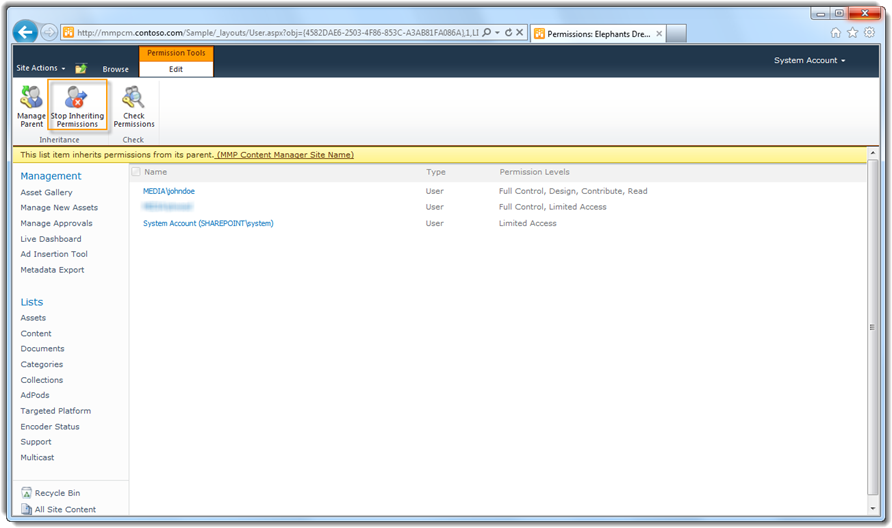 http://mmpcm.contoso.com/Sample/_layouts/User.aspx?obj={4582DAE6-2503-4F86-853C-A3AB81FA086A},1,LI
Permissions: Elephants Dre...
Permission Tools
Site Actions
Browse
Edit
System Account
Manage Parent
Stop Inheriting Permissions
Check Permissions
Inheritance
Check
This list item inherits permissions from its parent. (MMP Content Manager Site Name)
Management
Asset Gallery
Manage New Assets
Manage Approvals
Live Dashboard
Ad Insertion Tool
Metadata Export
Lists
Assets
Content
Documents
Categories
Collections
AdPods
Targeted Platform
Encoder Status
Support
Multicast
Recycle Bin
All Site Content
Name Type Permission Levels
MEDIA\johndoe User Full Control, Design, Contribute, Read
User Full Control, Limited Access
System Account (SHAREPOINT\system) User Limited Access